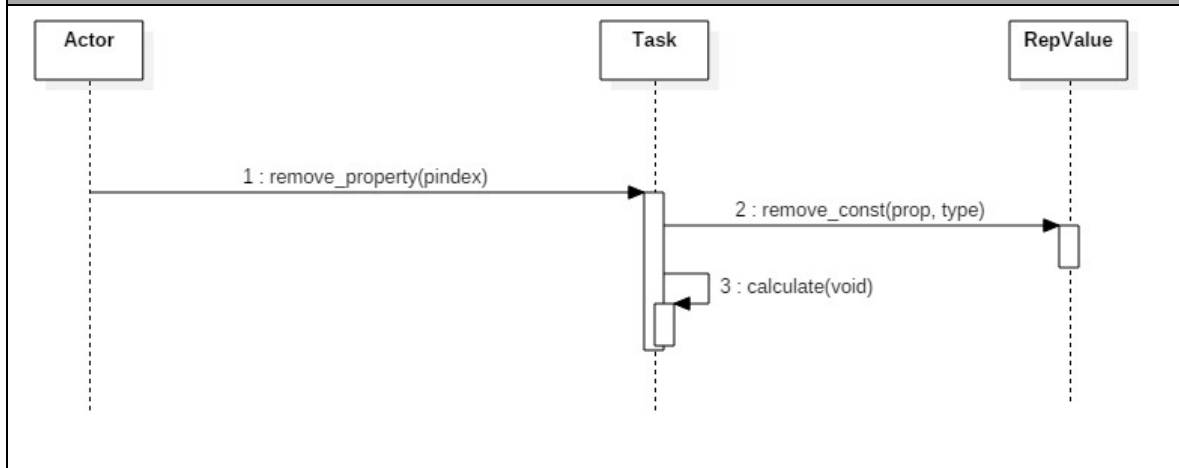 Actor
Task
RepValue
1 : remove_property(pindex)
2 : remove_const(prop, type)
3 : calculate(void)